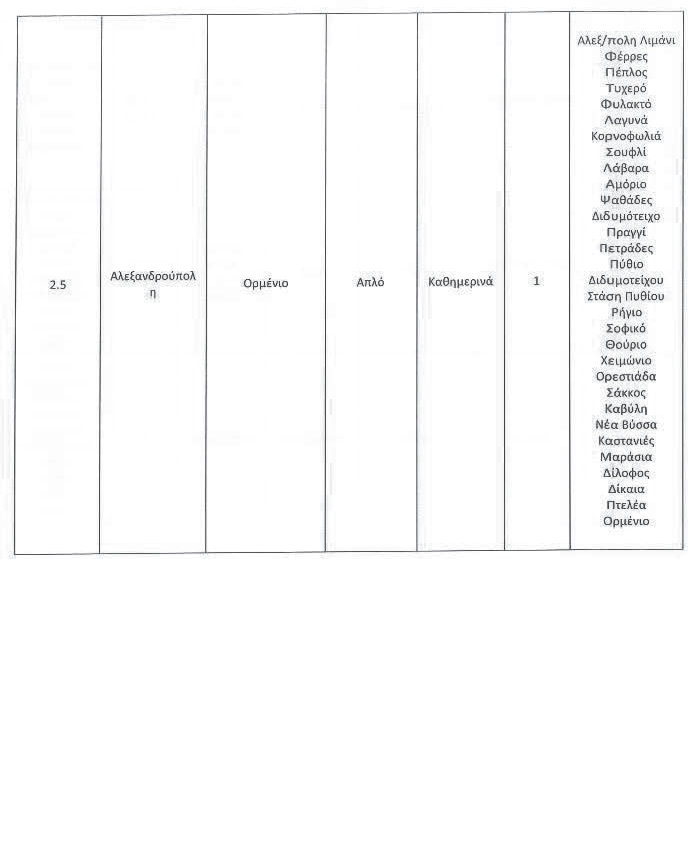 2.5
Αλεξανδρούπολ
η
Ορμένιο
Απλό
Καθημερινά
1
Αλεξ/πολη Λιμάνι
Φέρρες
Πέπλος
Τυχερό
Φυλακτό
Λαγυνά
Κορνοφωλιά
Σουφλί
Λάβαρα
Αμόριο
Ψαθάδες
Διδυμότειχο
Πραγγί
Πετράδες
Πύθιο
Διδυμοτείχου
Στάση Πυθίου
Ρήγιο
Σοφικό
Θούριο
Χειμώνιο
Ορεστιάδα
Σάκκος
Καβύλη
Νέα Βύσσα
Καστανιές
Μαράσια
Δίλοφος
Δίκαια
Πτελέα
Ορμένιο